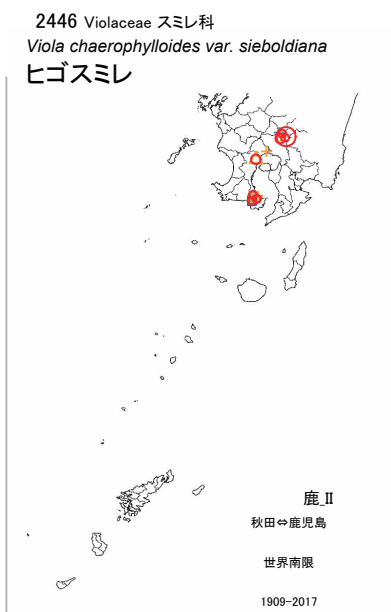 2446 Violaceae スミレ科
Viola chaerophylloides var. sieboldiana
ヒゴスミレ
鹿_II
秋田⇔鹿児島
世界南限
1909-2017